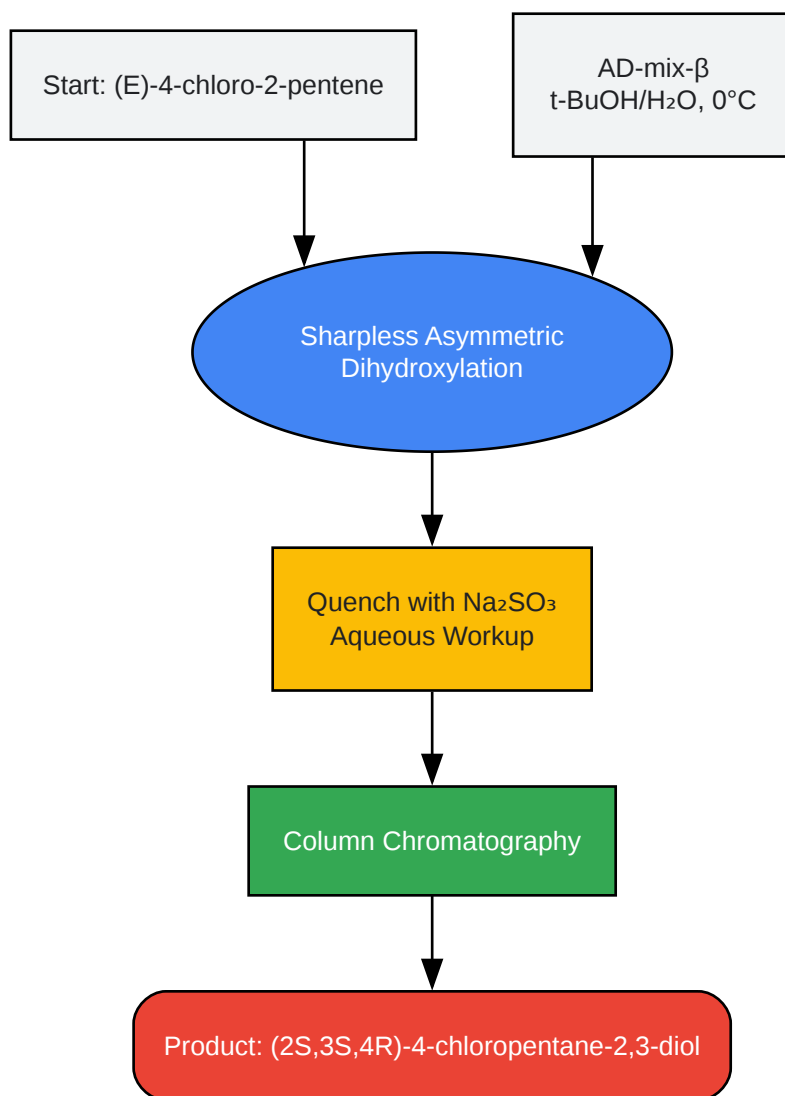 Start: (E)-4-chloro-2-pentene
AD-mix-β
t-BuOH/H₂O, 0°C
Sharpless Asymmetric
Dihydroxylation
Quench with Na₂SO₃
Aqueous Workup
Column Chromatography
Product: (2S,3S,4R)-4-chloropentane-2,3-diol